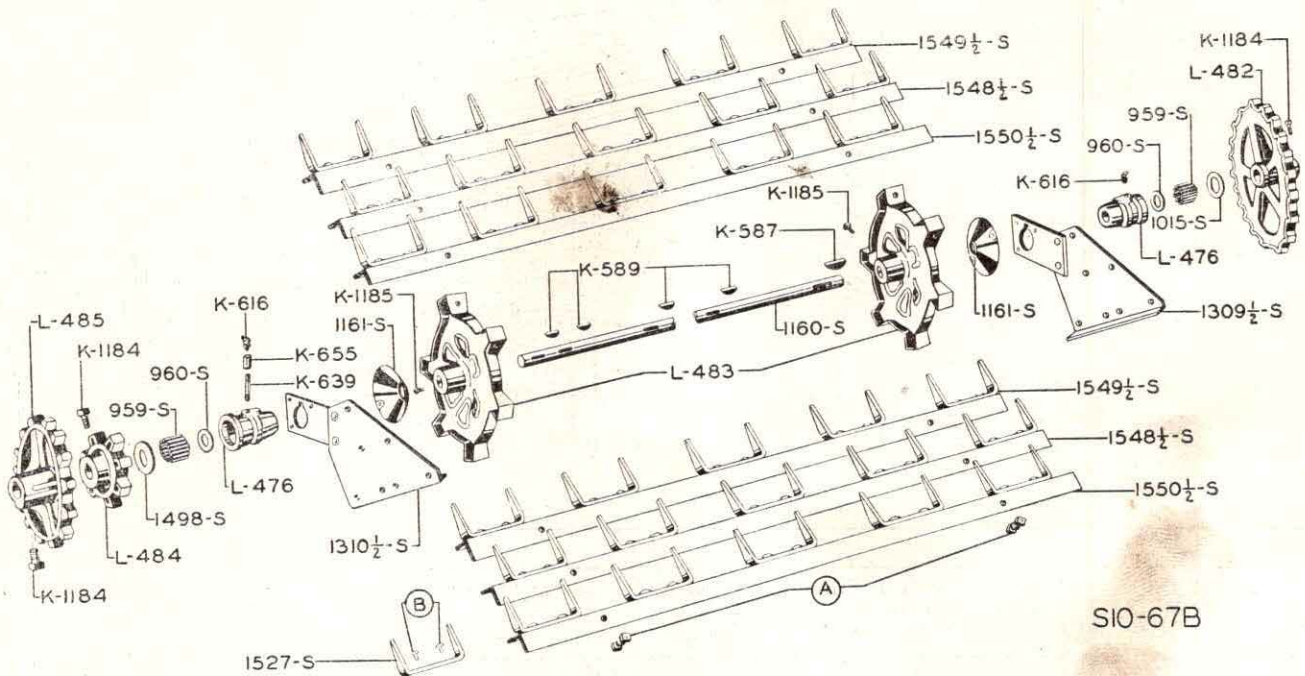 1549½-S
K-1184
L-482
1548½-S
959-S
1550½-S
960-S
K-616
K-1185
1015-S
K-587
L-476
K-589
K-616
K-1185
1161-S
1309½-S
L-485
1161-S
1160-S
K-1184
K-655
L-483
960-S
K-639
1549½-S
959-S
1548½-S
L-476
1550½-S
1498-S
1310½-S
L-484
A
K-1184
B
S10-67B
1527-S